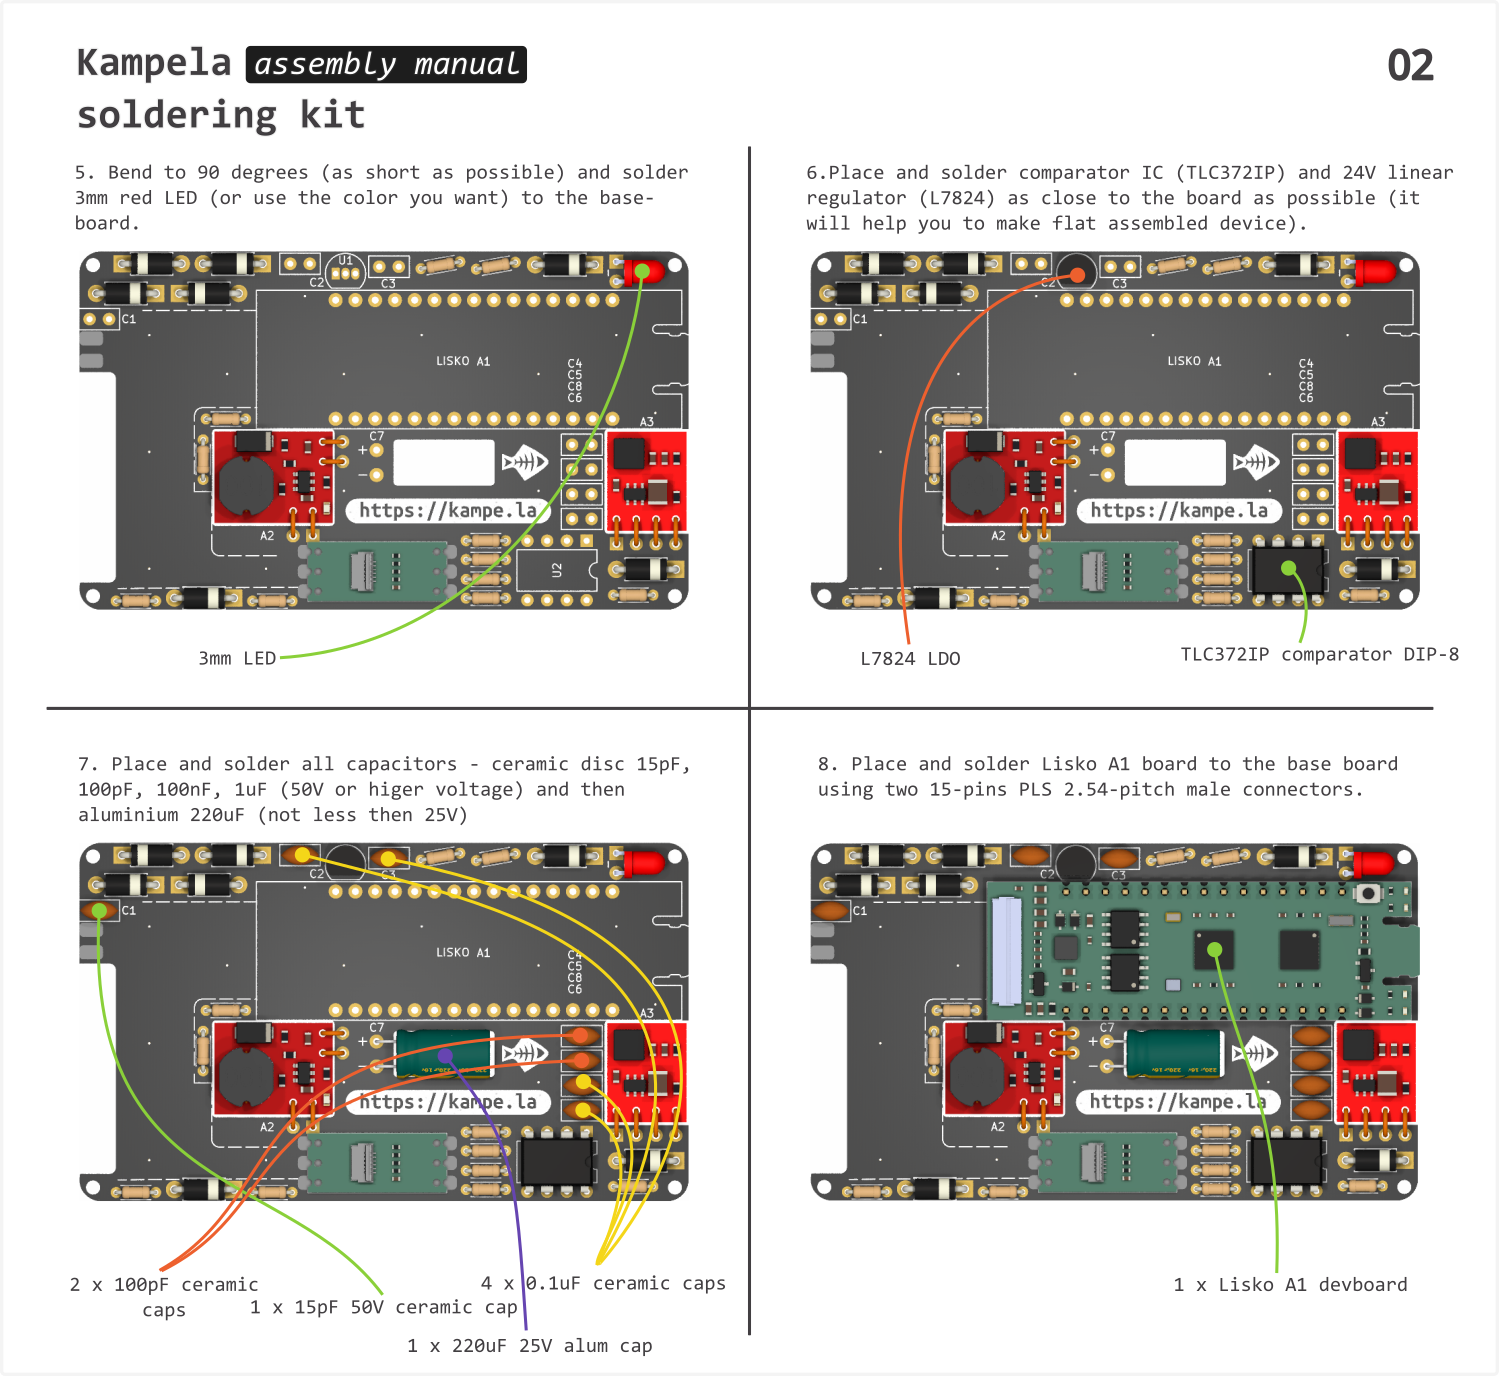 Kampela assembly manual
soldering kit
02
5. Bend to 90 degrees (as short as possible) and solder
3mm red LED (or use the color you want) to the base-
board.
U1
C2
C3
C1
LISKO A1
C4
C5
C8
C6
A3
C7
+
−
https://kampe.la
A2
U2
3mm LED
6.Place and solder comparator IC (TLC372IP) and 24V linear
regulator (L7824) as close to the board as possible (it
will help you to make flat assembled device).
C2
C3
C1
LISKO A1
C4
C5
C8
C6
A3
C7
+
−
https://kampe.la
A2
L7824 LDO
TLC372IP comparator DIP-8
7. Place and solder all capacitors - ceramic disc 15pF,
100pF, 100nF, 1uF (50V or higer voltage) and then
aluminium 220uF (not less then 25V)
C2
C3
C1
LISKO A1
C4
C5
C8
C6
A3
C7
+
−
https://kampe.la
A2
2 x 100pF ceramic
caps
1 x 15pF 50V ceramic cap
4 x 0.1uF ceramic caps
1 x 220uF 25V alum cap
8. Place and solder Lisko A1 board to the base board
using two 15-pins PLS 2.54-pitch male connectors.
C2
C3
C1
C7
+
−
https://kampe.la
A2
1 x Lisko A1 devboard